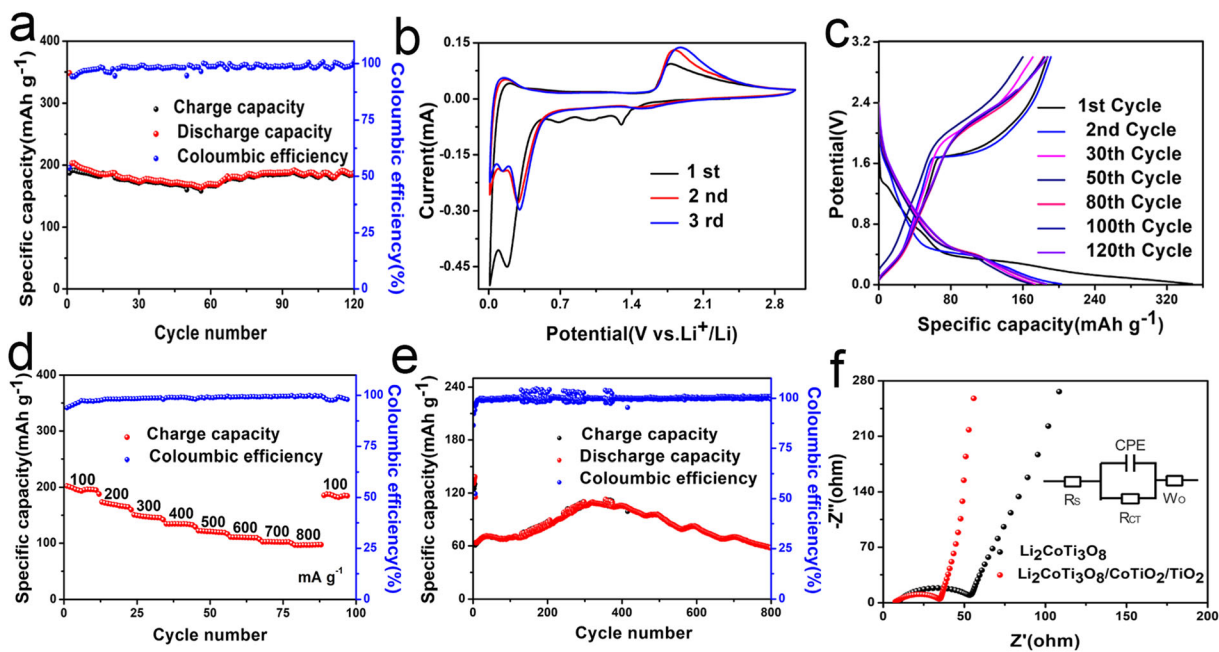 a
400
350
300
250
200
150
100
50
0
0 30 60 90 120
100
75
50
25
0
Specific capacity(mAh g-1)
Coloumbic efficiency(%)
Cycle number
Charge capacity
Discharge capacity
Coloumbic efficiency
b
0.15
0.00
-0.15
-0.30
-0.45
0.0 0.7 1.4 2.1 2.8
Current(mA)
Potential(V vs.Li+/Li)
1 st
2 nd
3 rd
c
3.2
2.4
1.6
0.8
0.0
0 80 160 240 320
Potential(V)
Specific capacity(mAh g-1)
1st Cycle
2nd Cycle
30th Cycle
50th Cycle
80th Cycle
100th Cycle
120th Cycle
d
400
300
200
100
0
0 25 50 75 100
100
75
50
25
0
Specific capacity(mAh g-1)
Coloumbic efficiency(%)
Cycle number
Charge capacity
Coloumbic efficiency
100
200
300
400
500
600
700
800
100
mA g-1
e
240
180
120
60
0
0 200 400 600 800
100
75
50
25
0
Specific capacity(mAh g-1)
Coloumbic efficiency(%)
Cycle number
Charge capacity
Discharge capacity
Coloumbic efficiency
f
280
210
140
70
0
0 50 100 150 200
-Z''(ohm)
Z'(ohm)
CPE
RS
RCT
WO
Li2CoTi3O8
Li2CoTi3O8/CoTiO2/TiO2